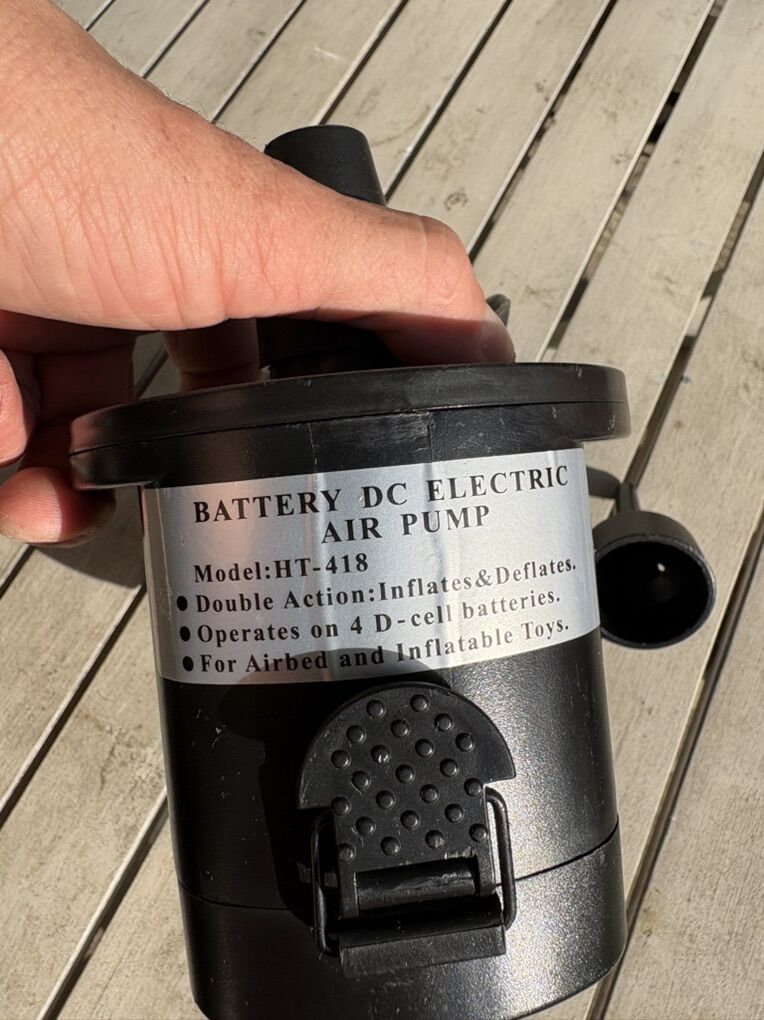 BATTERY DC ELECTRIC
AIR PUMP
Model:HT-418
● Double Action:Inflates&Deflates.
● Operates on 4 D-cell batteries.
● For Airbed and Inflatable Toys.